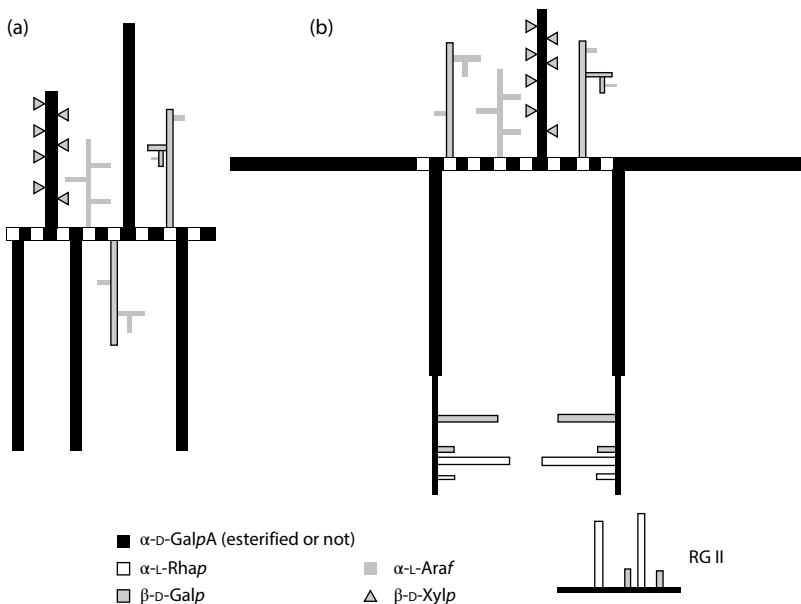 (a)
(b)
α-D-GalpA (esterified or not)
α-L-Rhap
α-L-Araf
β-D-Galp
β-D-Xylp
RG II